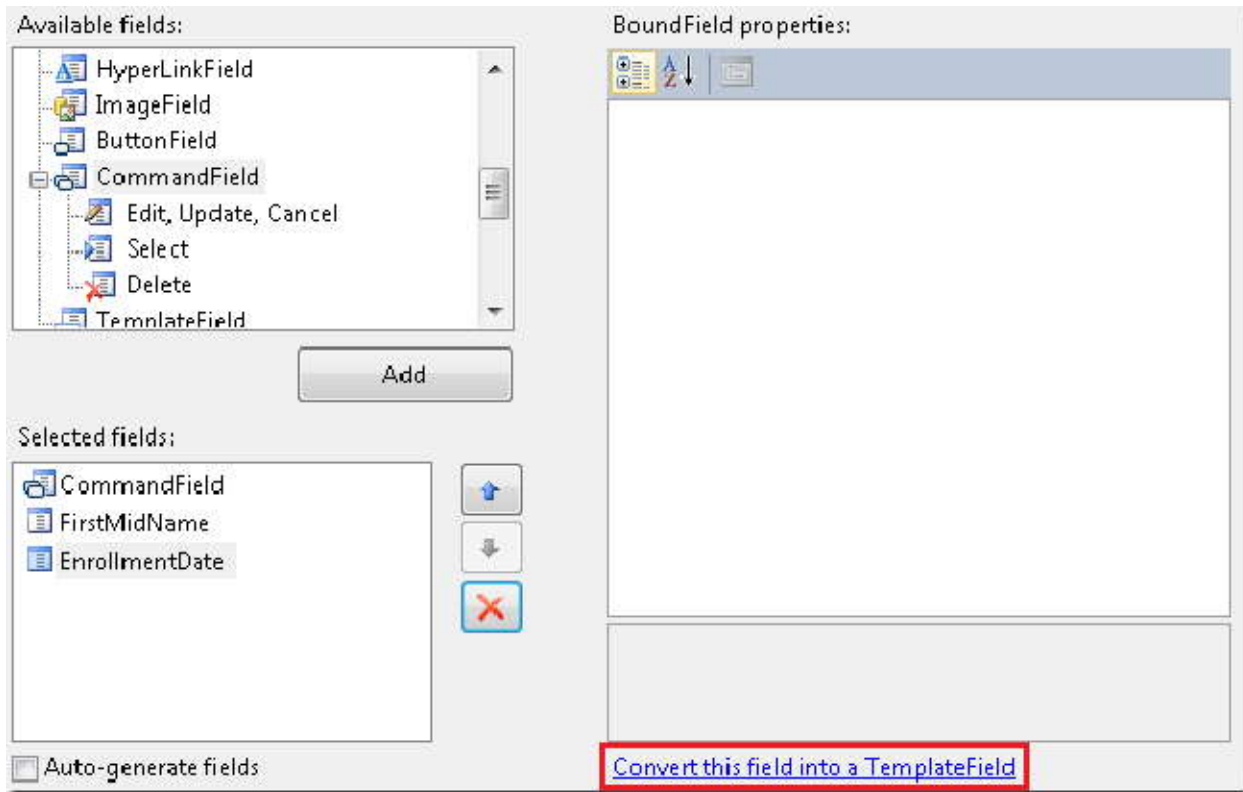 Available fields:
HyperLinkField
ImageField
ButtonField
CommandField
Edit, Update, Cancel
Select
Delete
TemplateField
Add
Selected fields:
CommandField
FirstMidName
EnrollmentDate
Auto-generate fields
BoundField properties:
Convert this field into a TemplateField